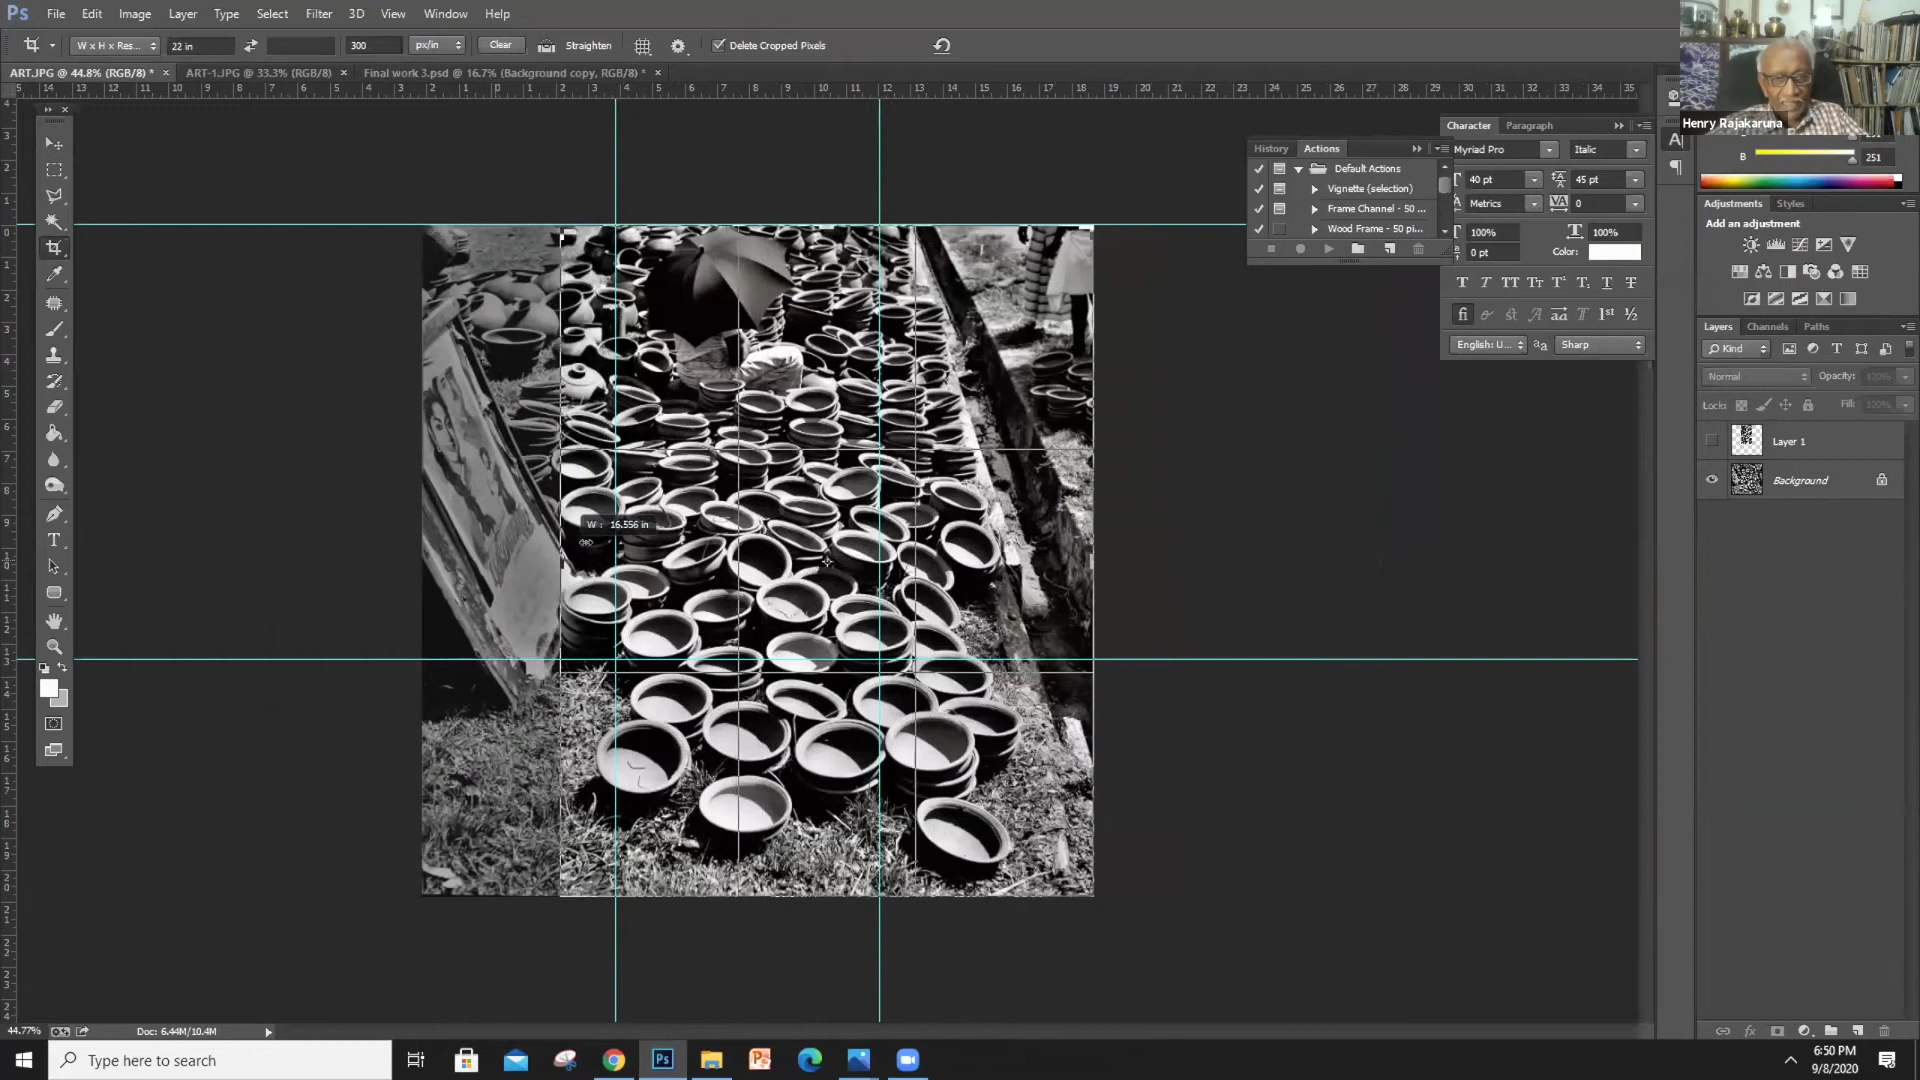 Ps File Edit Image Layer Type Select Filter 3D View Window Help
W x H x Res... 22 in 300 px/in Clear Straighten Delete Cropped Pixels
ART.JPG @ 44.8% (RGB/8) * × ART-1.JPG @ 33.3% (RGB/8) × Final work 3.psd @ 16.7% (Background copy, RGB/8) * ×
Henry Rajakaruna
B 251
History Actions
Default Actions
Vignette (selection)
Frame Channel - 50 ...
Wood Frame - 50 pi...
Character Paragraph
Myriad Pro Italic
40 pt 45 pt
Metrics VA 0
100% 100%
0 pt Color:
English: U... aa Sharp
Adjustments Styles
Add an adjustment
Layers Channels Paths
Kind
Normal Opacity: 100%
Lock: Fill: 100%
Layer 1
Background
W : 16.556 in
44.77% Doc: 6.44M/10.4M
Type here to search
6:50 PM
9/8/2020